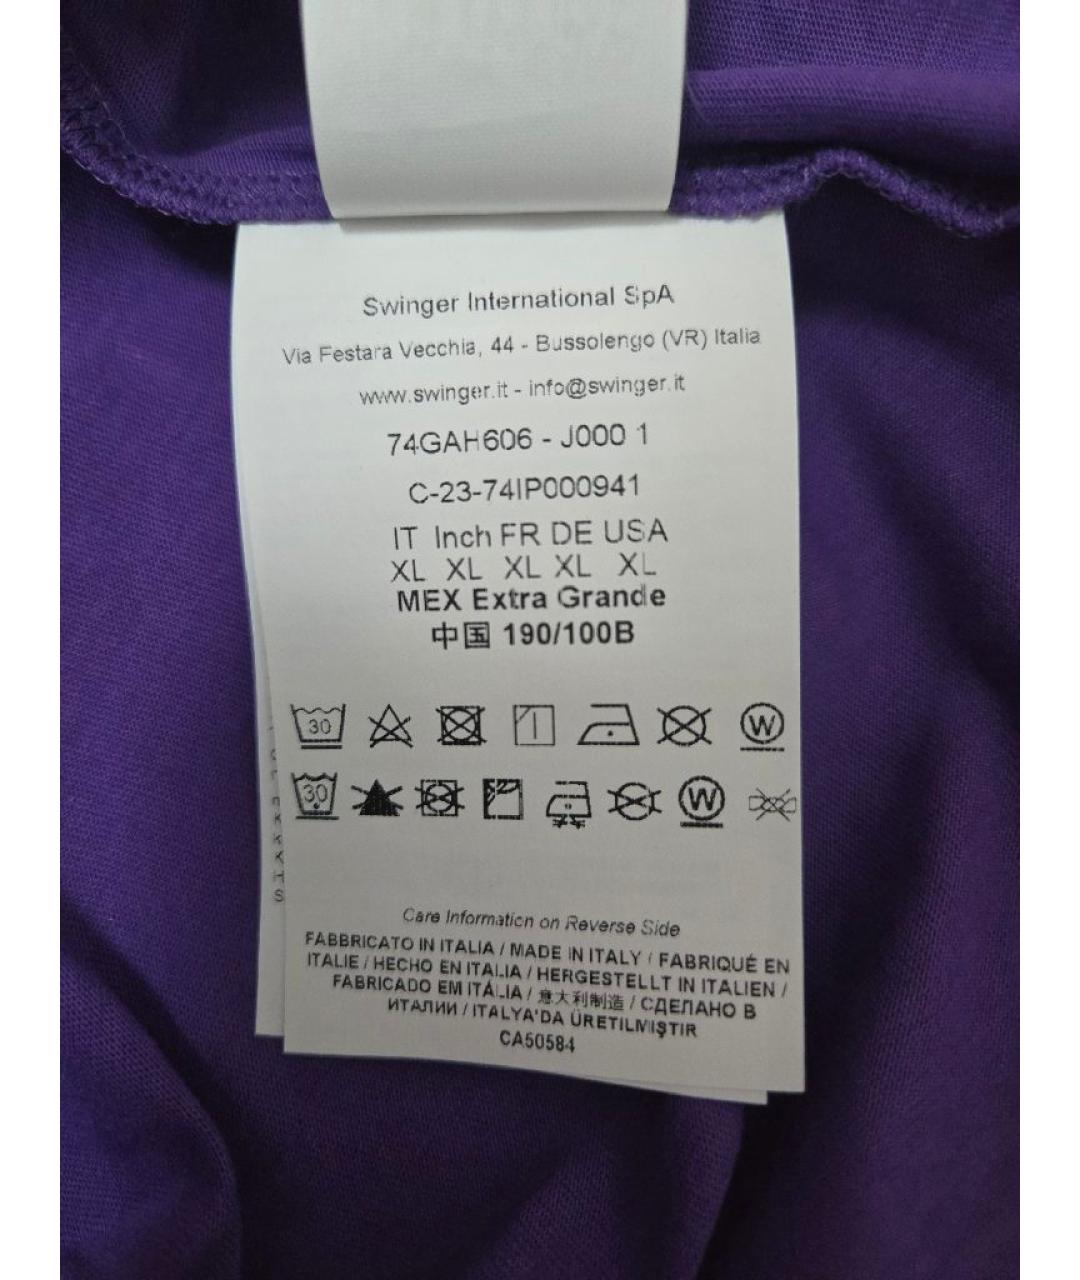 Swinger International SpA
Via Festara Vecchia, 44 - Bussolengo (VR) Italia
www.swinger.it - info@swinger.it
74GAH606 - J000 1
C-23-74IP000941
IT Inch FR DE USA
XL XL XL XL XL
MEX Extra Grande
中国 190/100B
30 W
30 W
Care Information on Reverse Side
FABBRICATO IN ITALIA / MADE IN ITALY / FABRIQUÉ EN
ITALIE / HECHO EN ITALIA / HERGESTELLT IN ITALIEN /
FABRICADO EM ITÁLIA / 意大利制造 / СДЕЛАНО В
ИТАЛИИ / ITALYA'DA ÜRETILMIŞTIR
CA50584